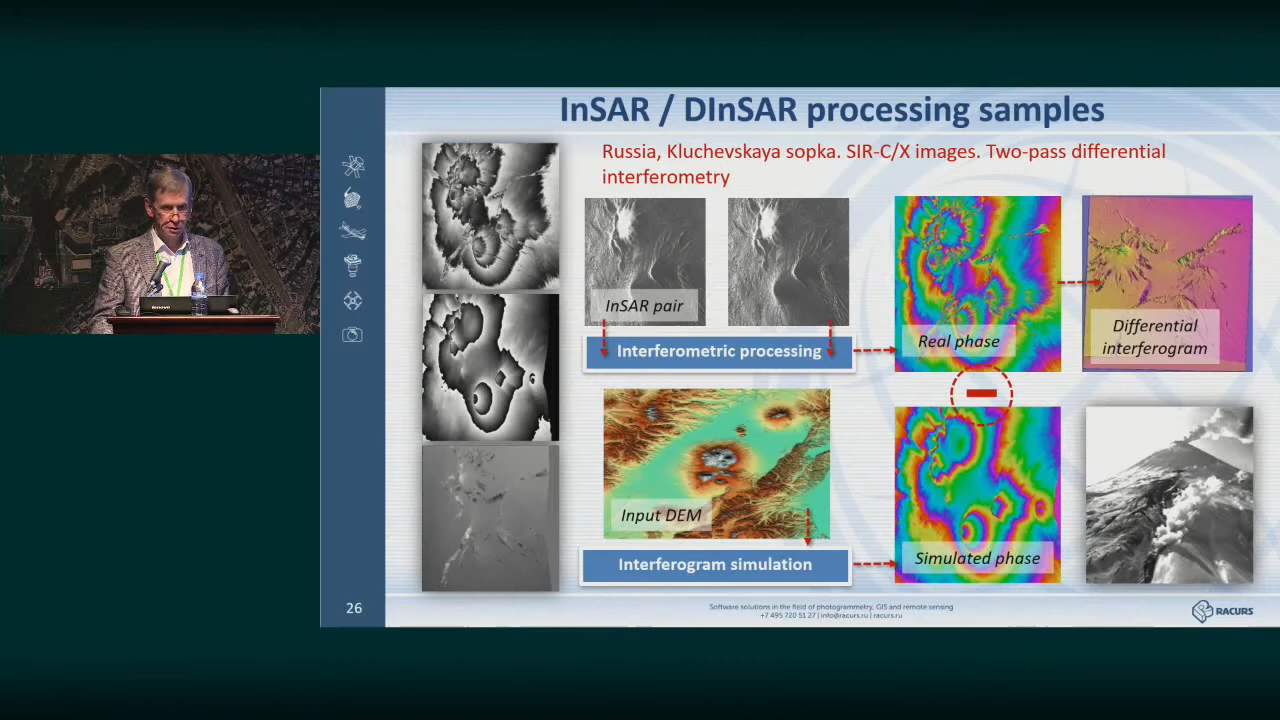 InSAR / DInSAR processing samples
Russia, Kluchevskaya sopka. SIR-C/X images. Two-pass differential
interferometry
InSAR pair
Interferometric processing
Real phase
Differential
interferogram
Input DEM
Interferogram simulation
Simulated phase
26
Software solutions in the field of photogrammetry, GIS and remote sensing
+7 495 720 51 27 | info@racurs.ru | racurs.ru
RACURS
lenovo